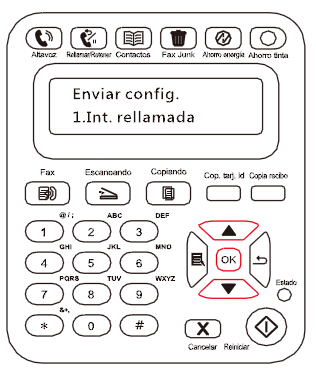 Altavoz Rellamar/Retener Contactos Fax Junk Ahorro energía Ahorro tinta
Enviar config.
1.Int. rellamada
Fax Escaneando Copiando Cop. tarj. id Copia recibo
@ / : ABC DEF
1 2 3
GHI JKL MNO
4 5 6
OK
PQRS TUV WXYZ
7 8 9
Estado
&+,
* 0 #
X
Cancelar Reiniciar